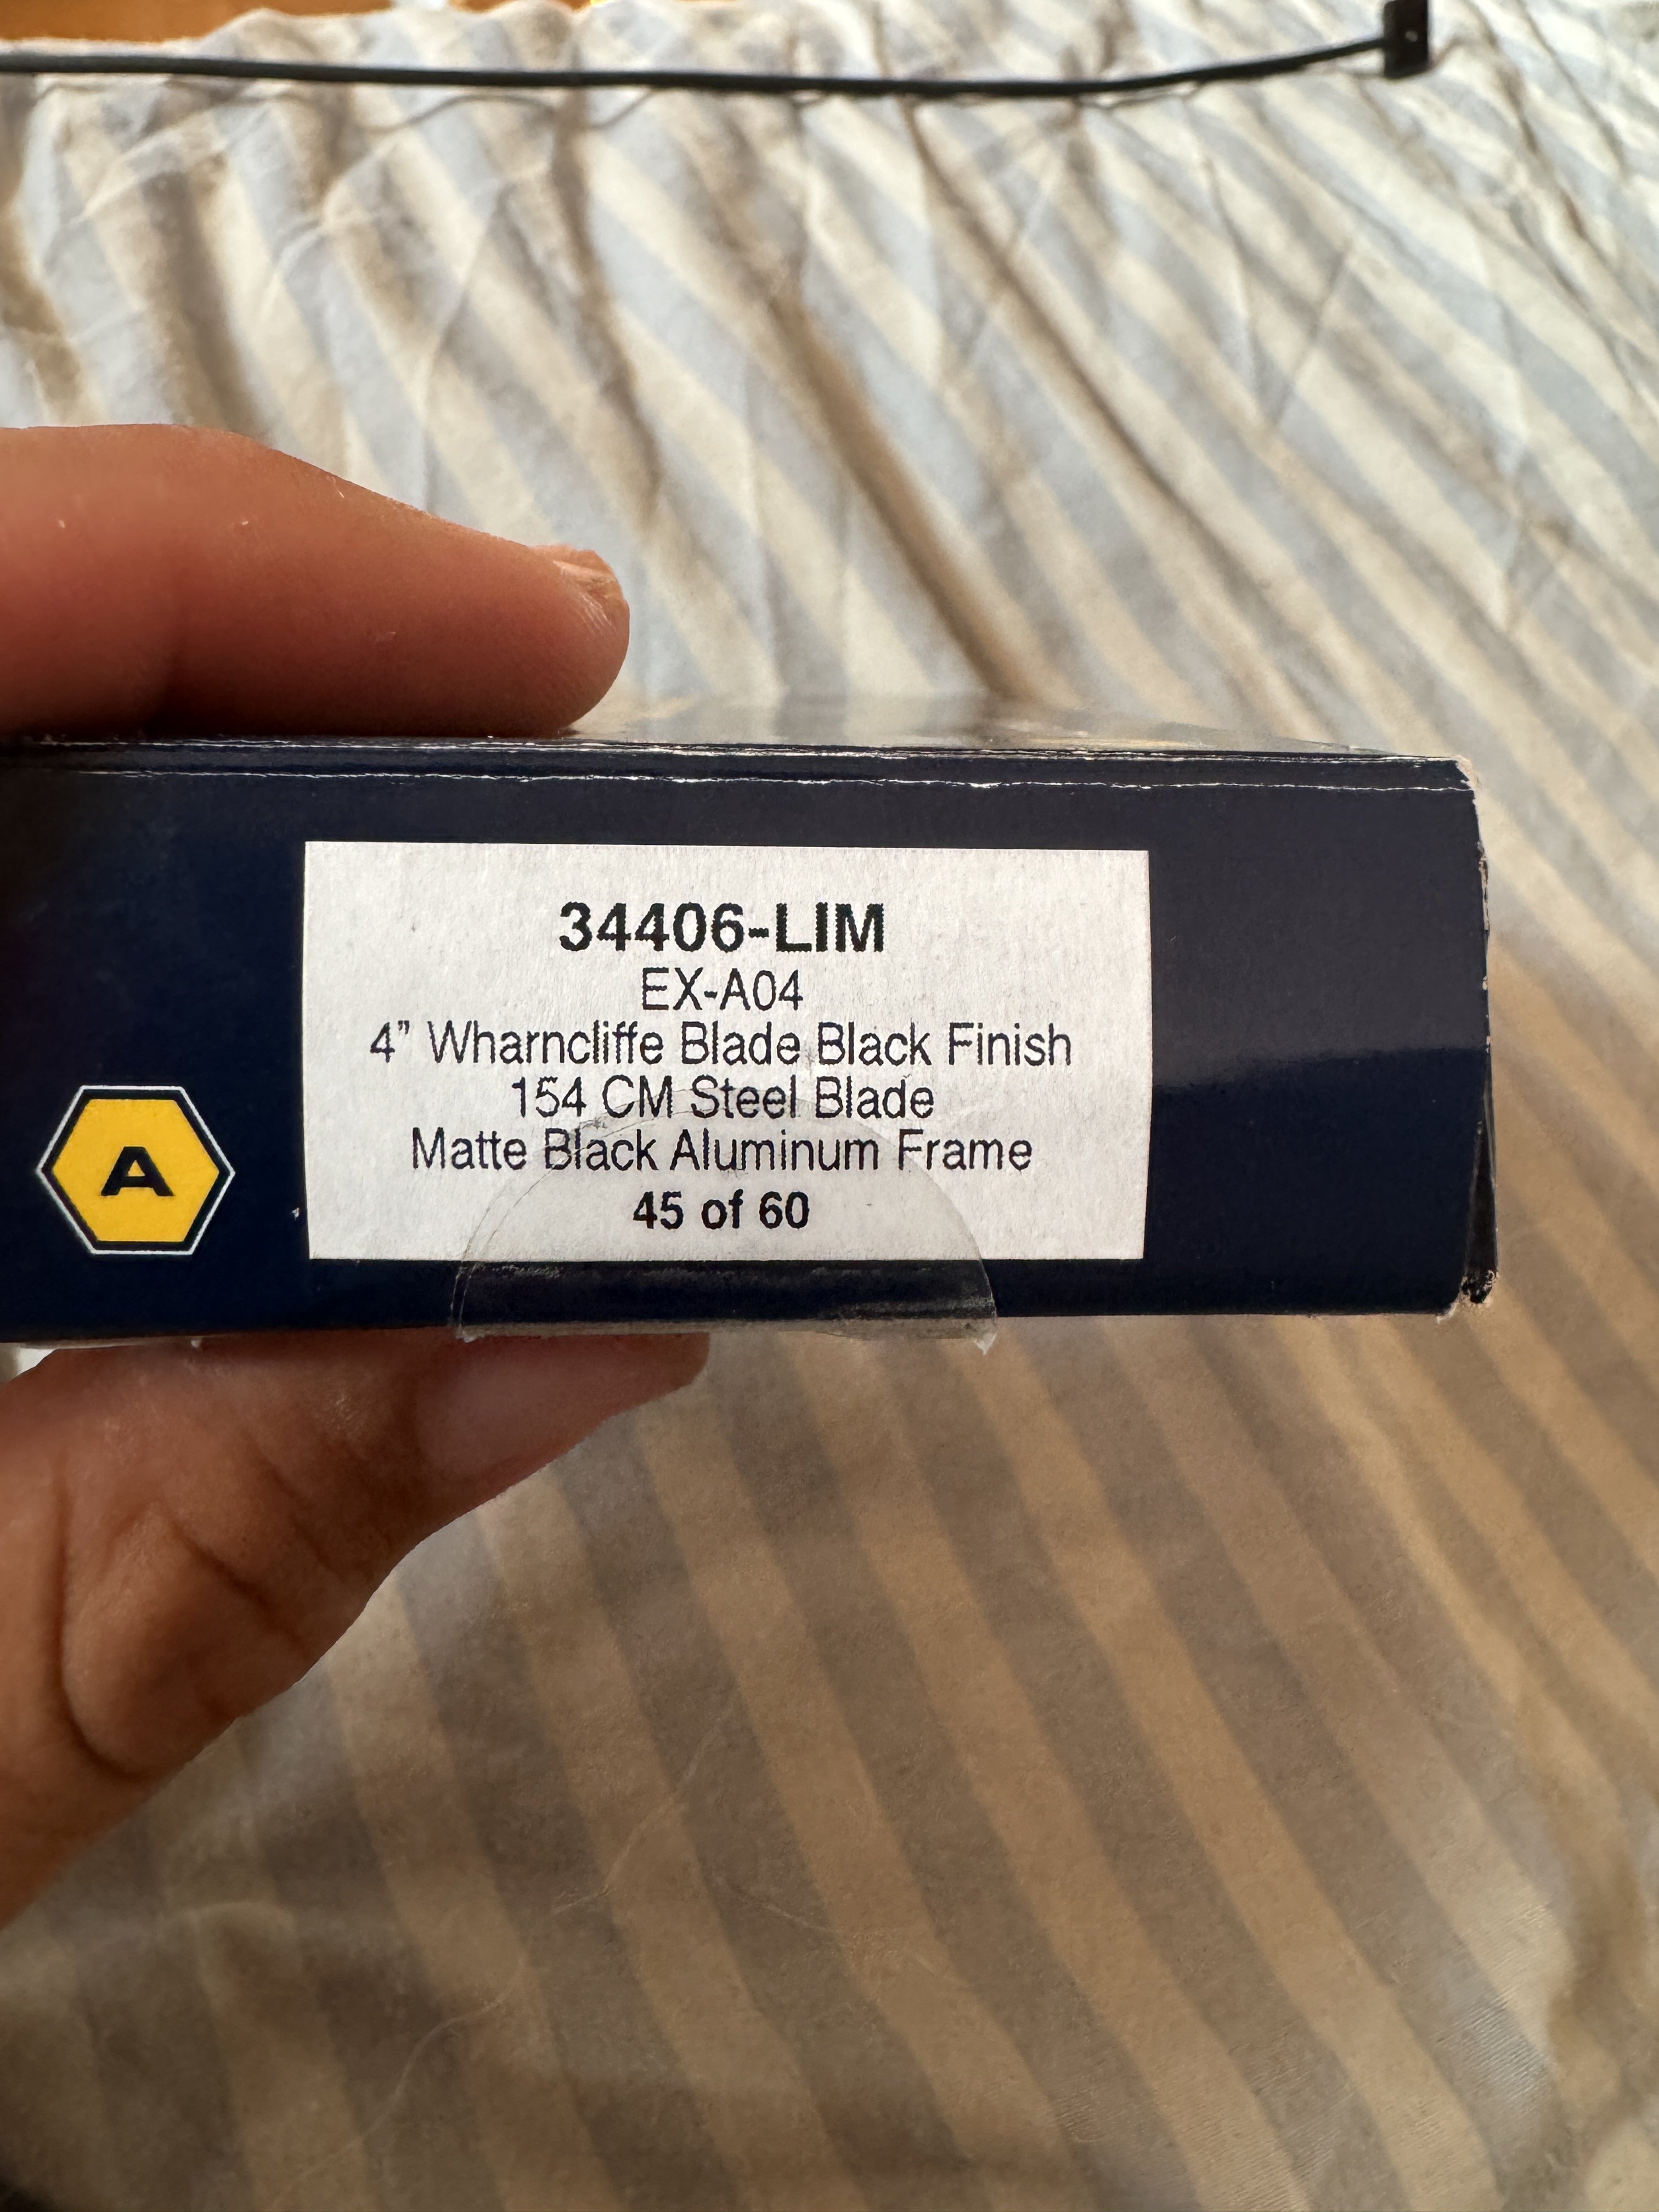 34406-LIM
EX-A04
4” Wharncliffe Blade Black Finish
154 CM Steel Blade
Matte Black Aluminum Frame
45 of 60
A